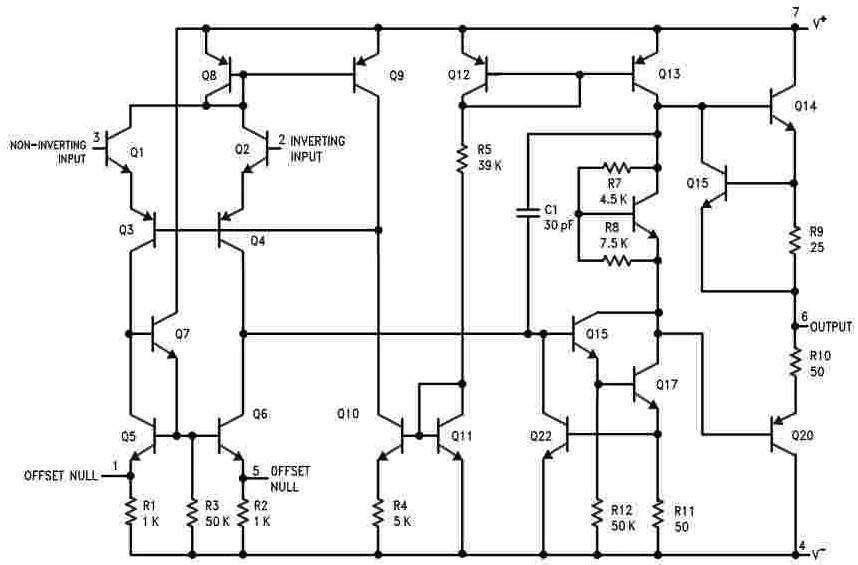 7
V+
Q8
Q9
Q12
Q13
Q14
3
NON-INVERTING
INPUT
Q1
Q2
2 INVERTING
INPUT
R5
39 K
R7
4.5 K
Q15
C1
30 pF
R8
7.5 K
R9
25
Q3
Q4
Q7
6
OUTPUT
Q15
R10
50
Q17
Q5
Q6
Q10
Q11
Q22
Q20
OFFSET NULL
1
5 OFFSET
NULL
R1
1 K
R3
50 K
R2
1 K
R4
5 K
R12
50 K
R11
50
4
V-